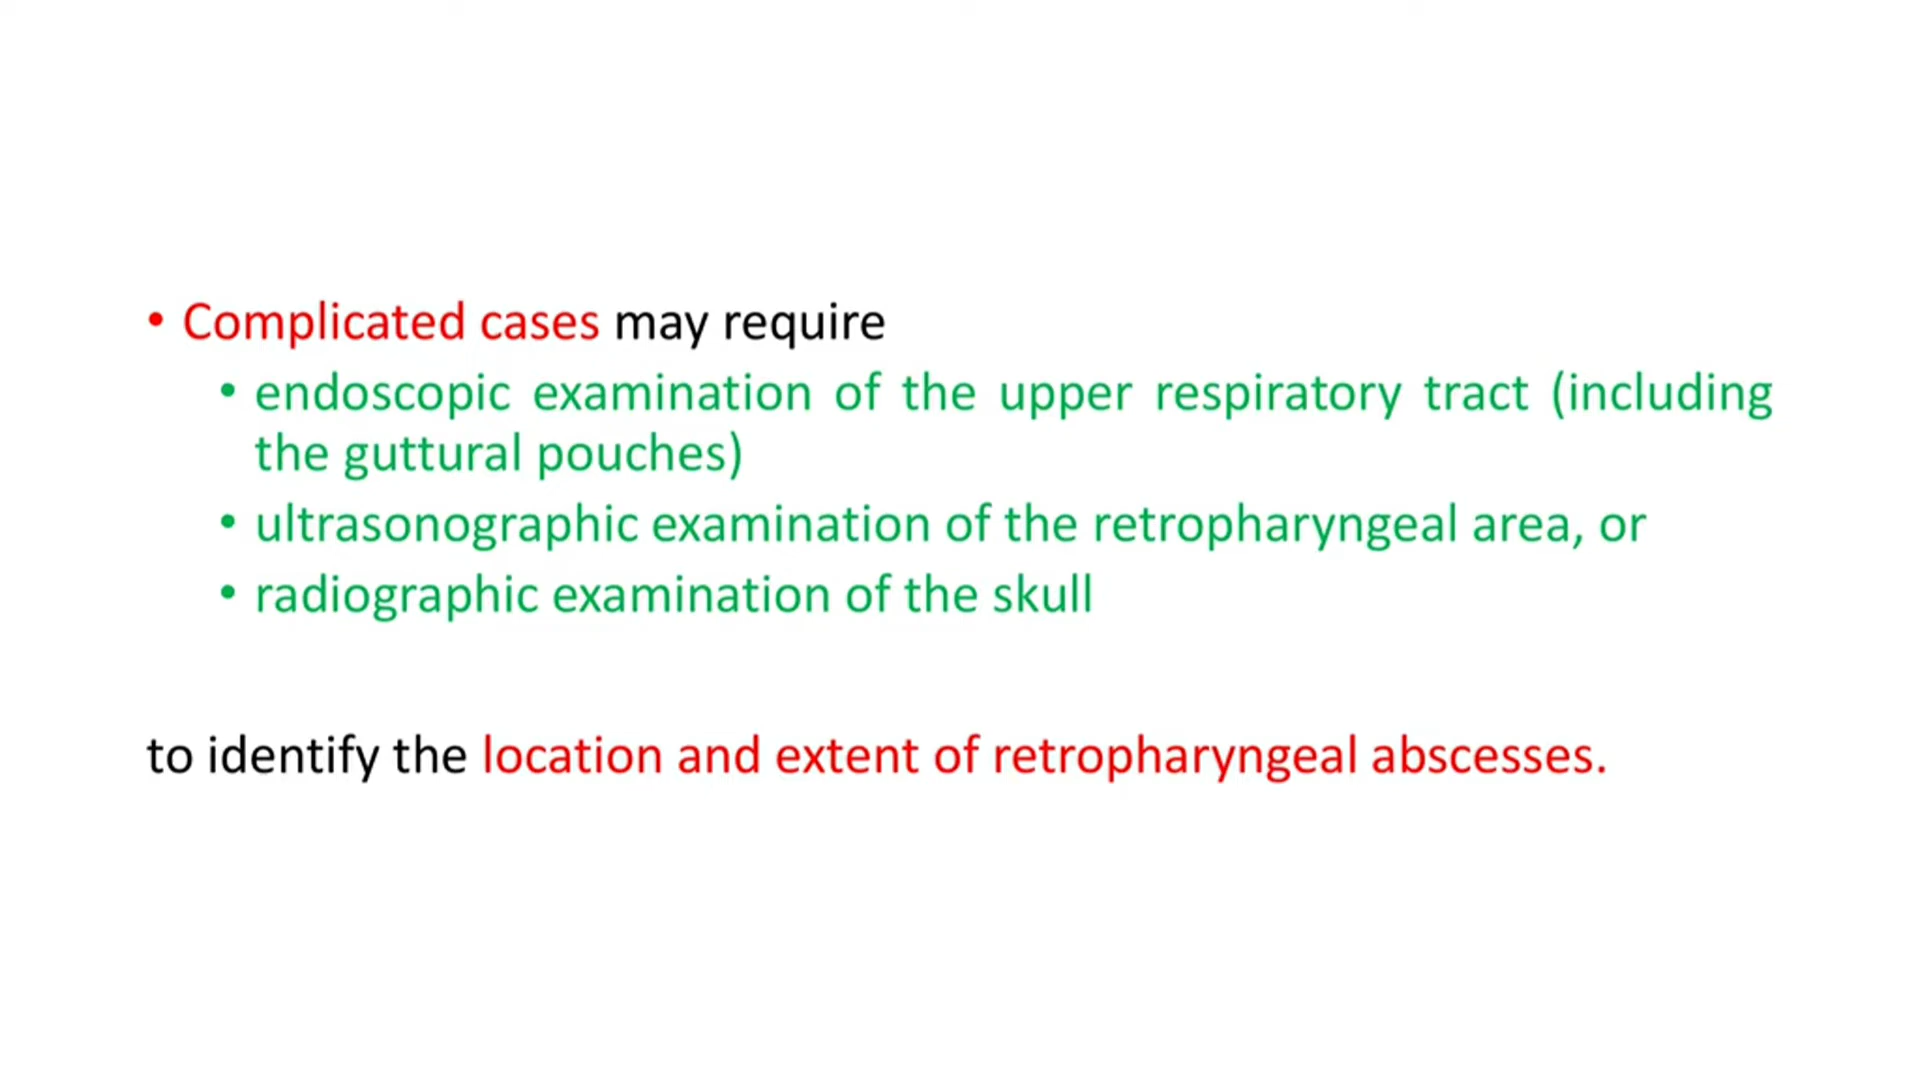 • Complicated cases may require
• endoscopic examination of the upper respiratory tract (including
the guttural pouches)
• ultrasonographic examination of the retropharyngeal area, or
• radiographic examination of the skull
to identify the location and extent of retropharyngeal abscesses.